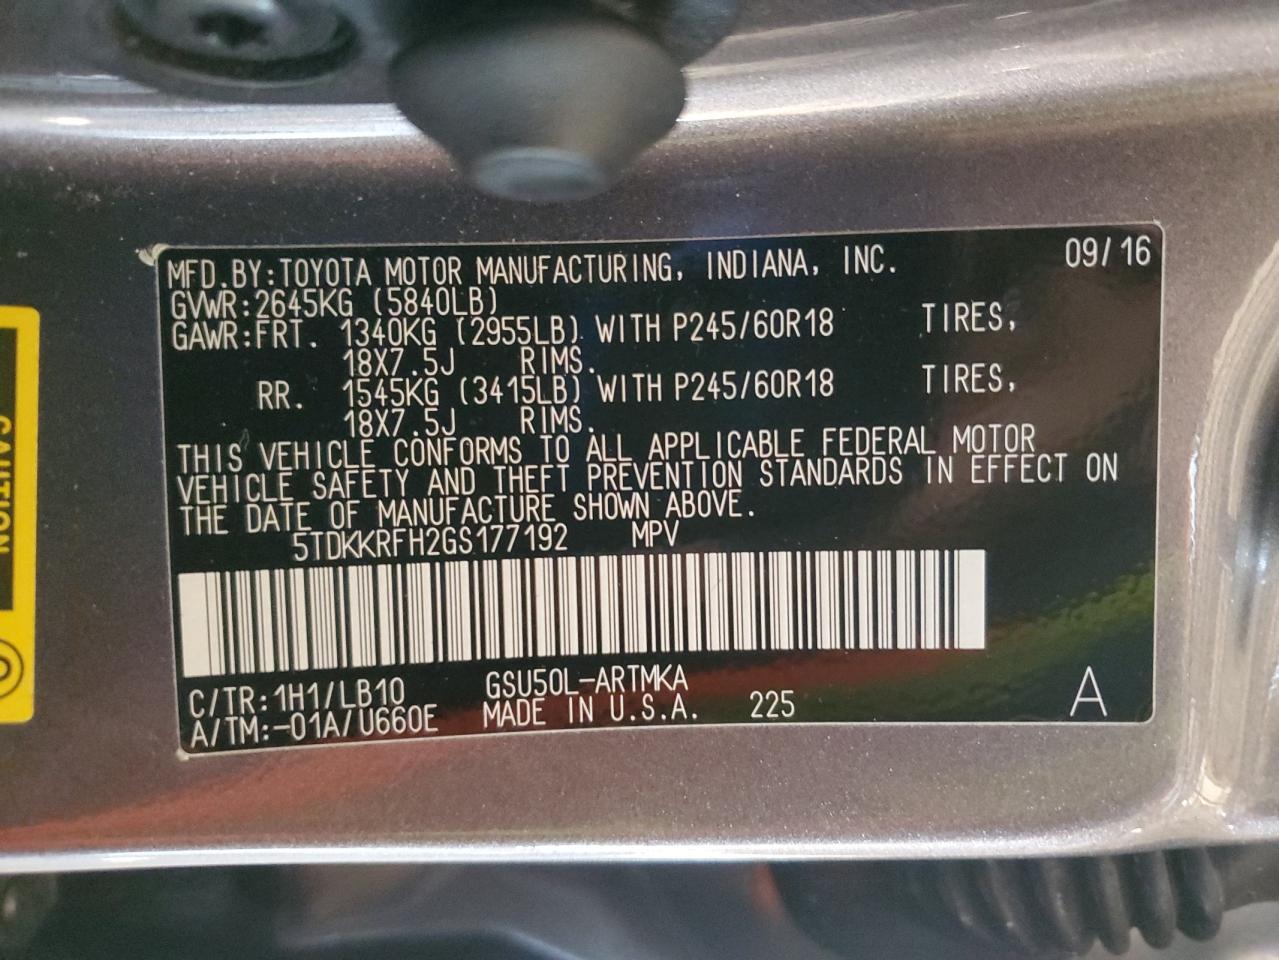 MFD.BY:TOYOTA MOTOR MANUFACTURING, INDIANA, INC. 09/16
GVWR:2645KG (5840LB)
GAWR:FRT. 1340KG (2955LB) WITH P245/60R18 TIRES,
18X7.5J RIMS.
RR. 1545KG (3415LB) WITH P245/60R18 TIRES,
18X7.5J RIMS.
THIS VEHICLE CONFORMS TO ALL APPLICABLE FEDERAL MOTOR
VEHICLE SAFETY AND THEFT PREVENTION STANDARDS IN EFFECT ON
THE DATE OF MANUFACTURE SHOWN ABOVE.
5TDKKRFH2GS177192 MPV
C/TR:1H1/LB10 GSU50L-ARTMKA
A/TM:-01A/U660E MADE IN U.S.A. 225 A
CAUTION